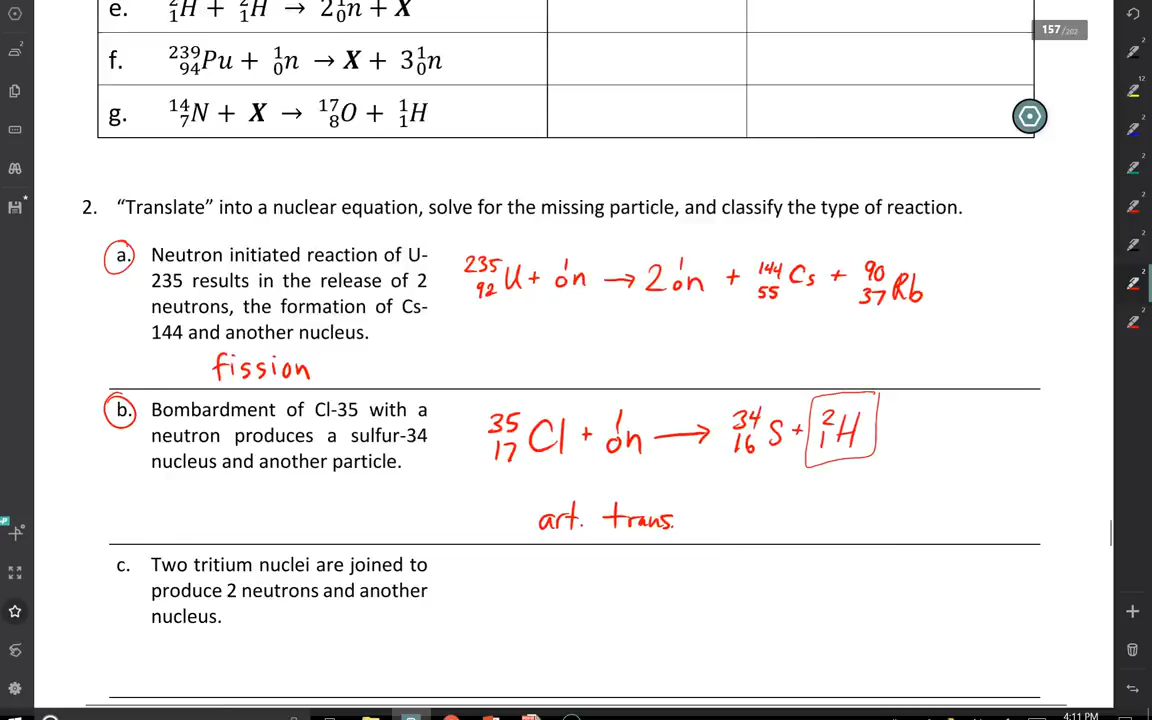 e. ²₁H + ²₁H → 2¹₀n + X
157/202
f. ²³⁹₉₄Pu + ¹₀n → X + 3¹₀n
g. ¹⁴₇N + X → ¹⁷₈O + ¹₁H
2. “Translate” into a nuclear equation, solve for the missing particle, and classify the type of reaction.
a. Neutron initiated reaction of U-
235 results in the release of 2
neutrons, the formation of Cs-
144 and another nucleus.
²³⁵₉₂U + ¹₀n → 2 ¹₀n + ¹⁴⁴₅₅Cs + ⁹⁰₃₇Rb
fission
b. Bombardment of Cl-35 with a
neutron produces a sulfur-34
nucleus and another particle.
³⁵₁₇Cl + ¹₀n → ³⁴₁₆S + ²₁H
art. trans.
c. Two tritium nuclei are joined to
produce 2 neutrons and another
nucleus.
4:11 PM